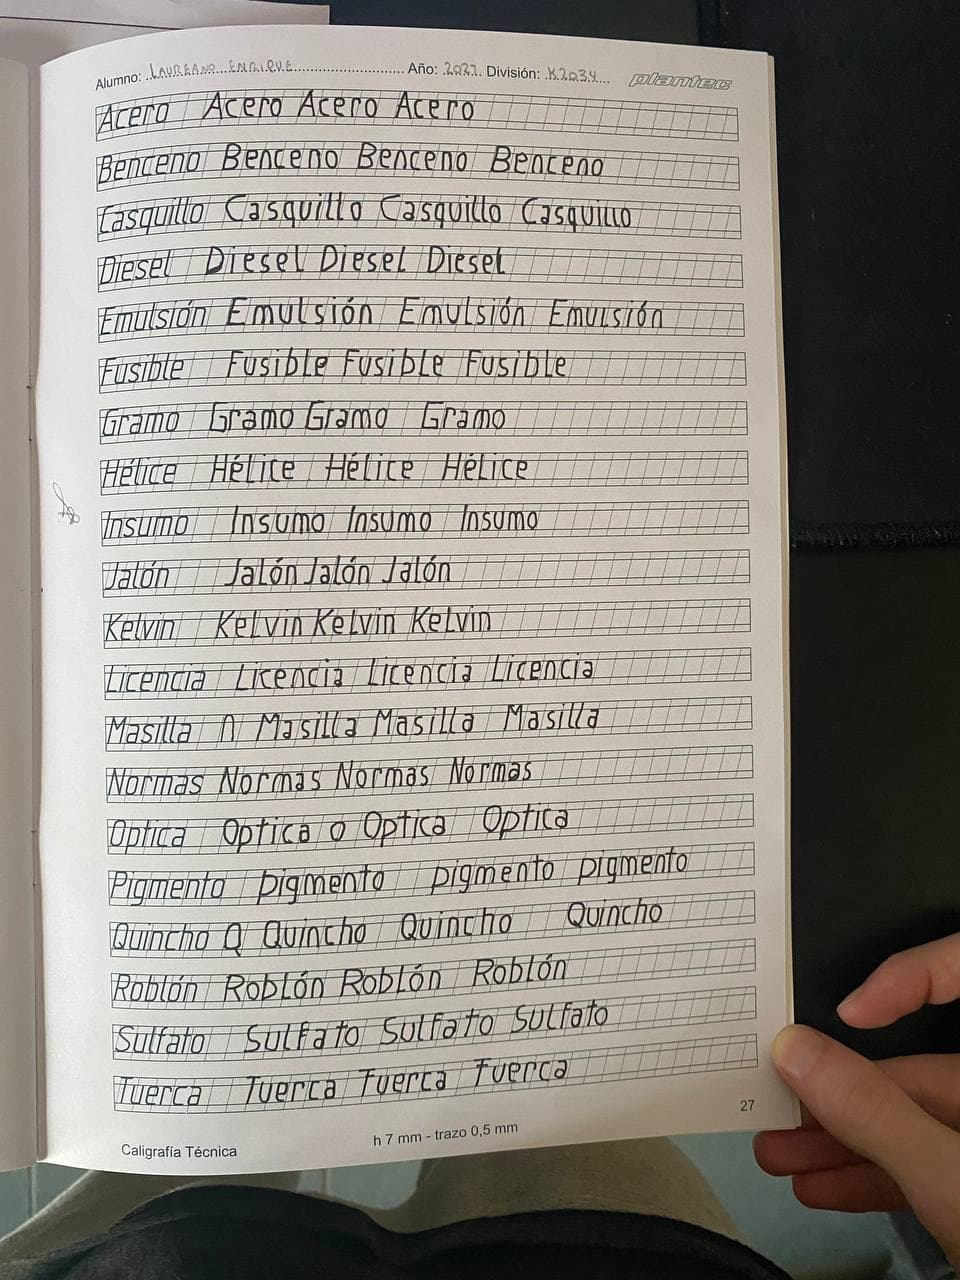 Alumno: LAUREANO ENRIQUE Año: 2021 División: K2034 plantec
Acero Acero Acero Acero
Benceno Benceno Benceno Benceno
Casquillo Casquillo Casquillo Casquillo
Diesel Diesel Diesel Diesel
Emulsión Emulsión Emulsión Emulsión
Fusible Fusible Fusible Fusible
Gramo Gramo Gramo Gramo
Hélice Hélice Hélice Hélice
Insumo Insumo Insumo Insumo
Jalón Jalón Jalón Jalón
Kelvin Kelvin Kelvin Kelvin
Licencia Licencia Licencia Licencia
Masilla n Masilla Masilla Masilla
Normas Normas Normas Normas
Optica Optica o Optica Optica
Pigmento pigmento pigmento pigmento
Quincho Q Quincho Quincho Quincho
Roblón Roblón Roblón Roblón
Sulfato Sulfato Sulfato Sulfato
Tuerca Tuerca Tuerca Tuerca
27
Caligrafía Técnica h 7 mm - trazo 0,5 mm